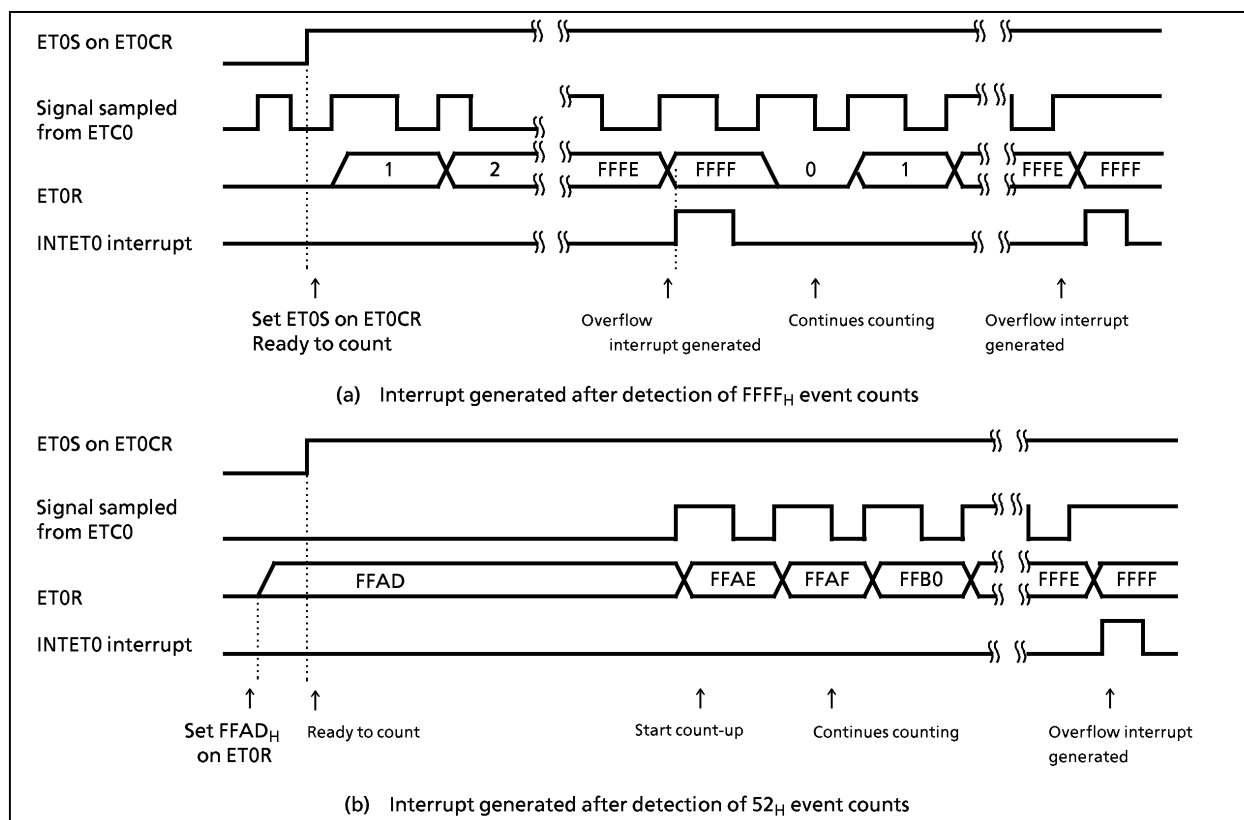 ET0S on ET0CR
Signal sampled
from ETC0
1 2 FFFE FFFF 0 1 FFFE FFFF
ET0R
INTET0 interrupt
Set ET0S on ET0CR
Ready to count
Overflow
interrupt generated
Continues counting
Overflow interrupt
generated
(a) Interrupt generated after detection of FFFFH event counts
ET0S on ET0CR
Signal sampled
from ETC0
FFAD FFAE FFAF FFB0 FFFE FFFF
ET0R
INTET0 interrupt
Set FFADH
on ET0R
Ready to count
Start count-up
Continues counting
Overflow interrupt
generated
(b) Interrupt generated after detection of 52H event counts